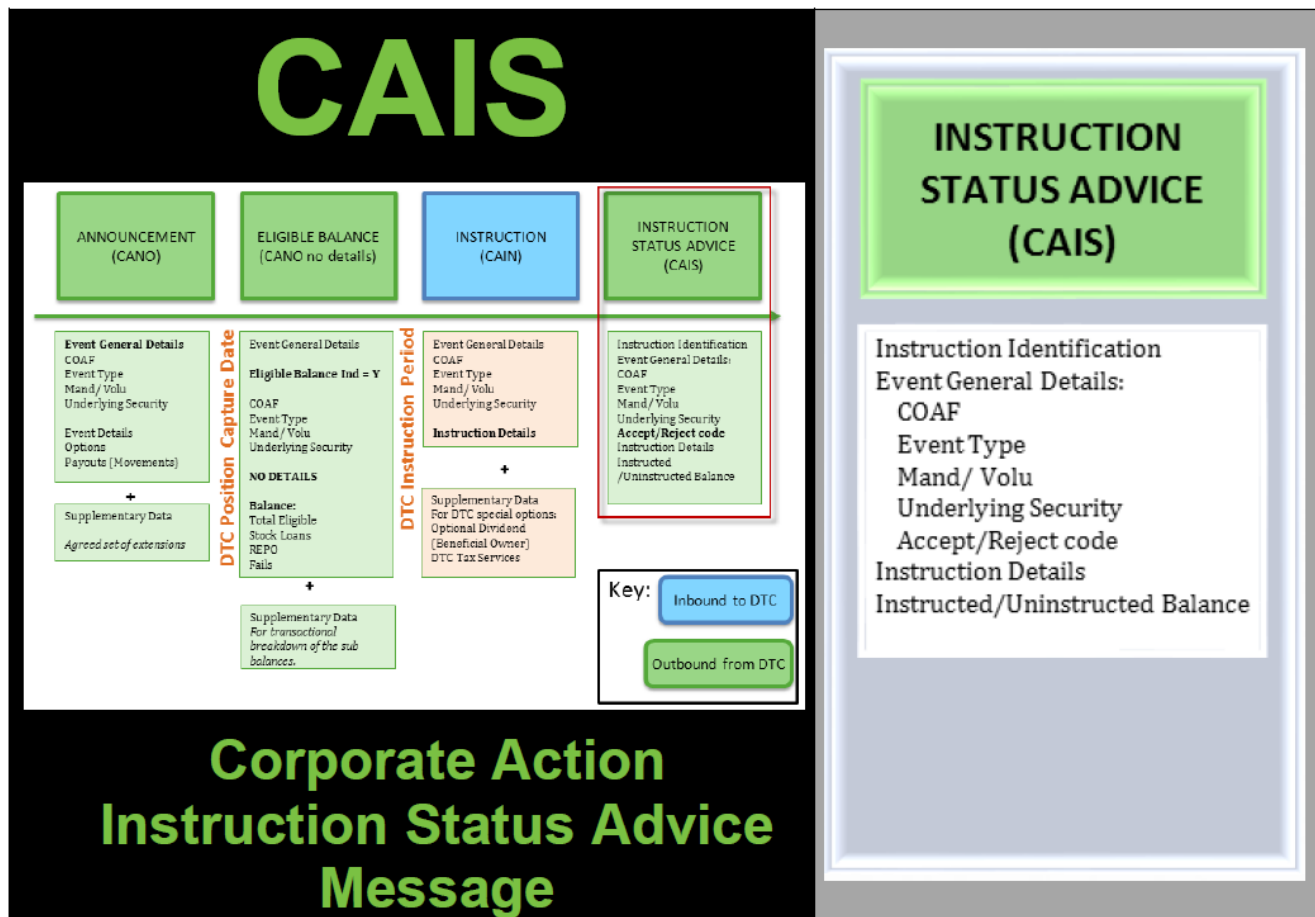 CAIS
ANNOUNCEMENT
(CANO)
ELIGIBLE BALANCE
(CANO no details)
INSTRUCTION
(CAIN)
INSTRUCTION
STATUS ADVICE
(CAIS)
Event General Details
COAF
Event Type
Mand/ Volu
Underlying Security
Event Details
Options
Payouts (Movements)
+
Supplementary Data
Agreed set of extensions
DTC Position Capture Date
Event General Details
Eligible Balance Ind = Y
COAF
Event Type
Mand/ Volu
Underlying Security
NO DETAILS
Balance:
Total Eligible
Stock Loans
REPO
Fails
+
Supplementary Data
For transactional
breakdown of the sub
balances.
DTC Instruction Period
Event General Details
COAF
Event Type
Mand/ Volu
Underlying Security
Instruction Details
+
Supplementary Data
For DTC special options:
Optional Dividend
(Beneficial Owner)
DTC Tax Services
Instruction Identification
Event General Details:
COAF
Event Type
Mand/ Volu
Underlying Security
Accept/Reject code
Instruction Details
Instructed
/Uninstructed Balance
Key:
Inbound to DTC
Outbound from DTC
Corporate Action
Instruction Status Advice
Message
INSTRUCTION
STATUS ADVICE
(CAIS)
Instruction Identification
Event General Details:
COAF
Event Type
Mand/ Volu
Underlying Security
Accept/Reject code
Instruction Details
Instructed/Uninstructed Balance